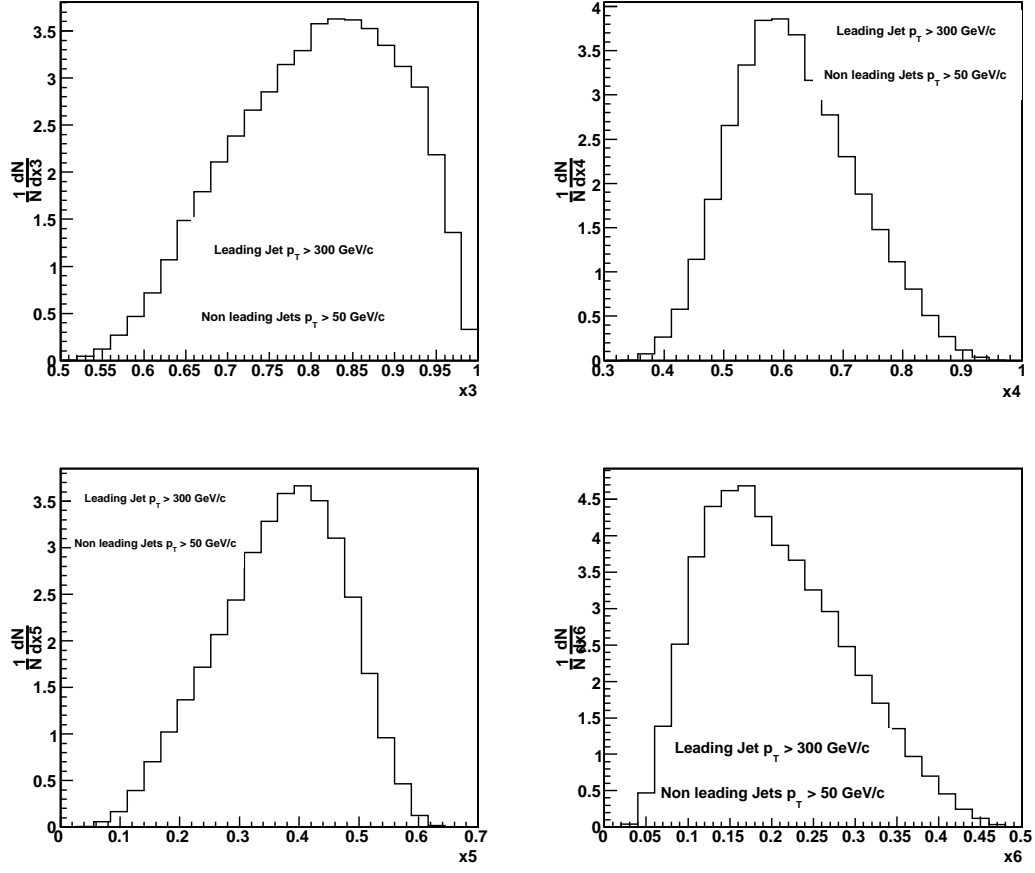 3.5
3
2.5
2
1.5
1
0.5
0
1 dN
N dx3
Leading Jet p_T > 300 GeV/c
Non leading Jets p_T > 50 GeV/c
0.5 0.55 0.6 0.65 0.7 0.75 0.8 0.85 0.9 0.95 1
x3
4
3.5
3
2.5
2
1.5
1
0.5
0
1 dN
N dx4
Leading Jet p_T > 300 GeV/c
Non leading Jets p_T > 50 GeV/c
0.3 0.4 0.5 0.6 0.7 0.8 0.9 1
x4
3.5
3
2.5
2
1.5
1
0.5
0
1 dN
N dx5
Leading Jet p_T > 300 GeV/c
Non leading Jets p_T > 50 GeV/c
0 0.1 0.2 0.3 0.4 0.5 0.6 0.7
x5
4.5
4
3.5
3
2.5
2
1.5
1
0.5
0
1 dN
N dx6
Leading Jet p_T > 300 GeV/c
Non leading Jets p_T > 50 GeV/c
0 0.05 0.1 0.15 0.2 0.25 0.3 0.35 0.4 0.45 0.5
x6